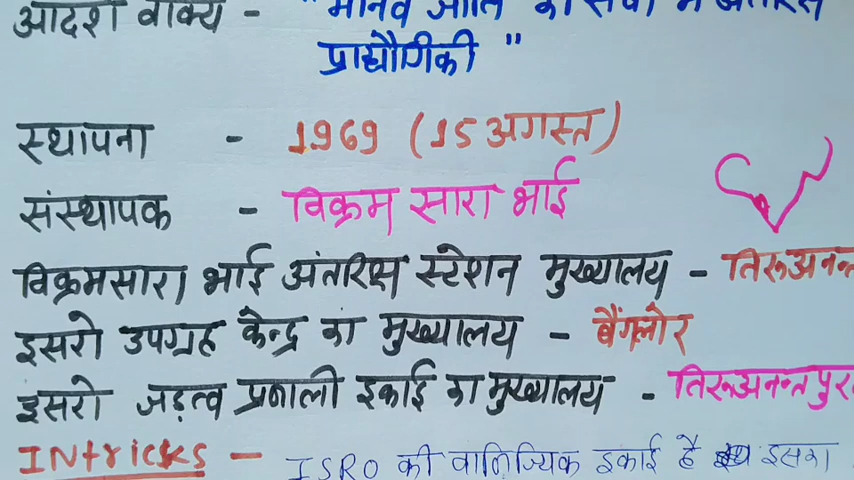 आदर्श वाक्य - "मानव जाति की सेवा में अंतरिक्ष
प्राद्यौगिकी"
स्थापना - 1969 (15 अगस्त)
संस्थापक - विक्रम सारा भाई
विक्रमसारा भाई अंतरिक्ष स्टेशन मुख्यालय - तिरूअनन्त
इसरो उपग्रह केन्द्र का मुख्यालय - बैंगलोर
इसरो जड़त्व प्रणाली इकाई का मुख्यालय - तिरूअनन्तपुर
INtricks - ISRO की वाणिज्यिक इकाई है इसका